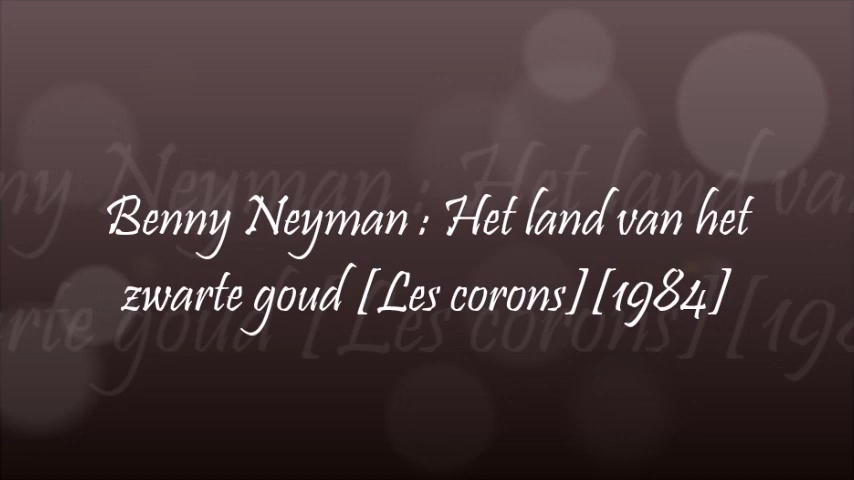 Benny Neyman : Het land van het
zwarte goud [Les corons][1984]